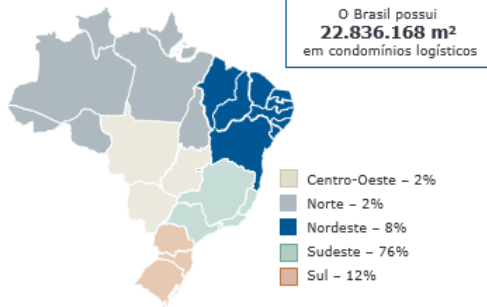 O Brasil possui
22.836.168 m²
em condomínios logísticos
Centro-Oeste – 2%
Norte – 2%
Nordeste – 8%
Sudeste – 76%
Sul – 12%